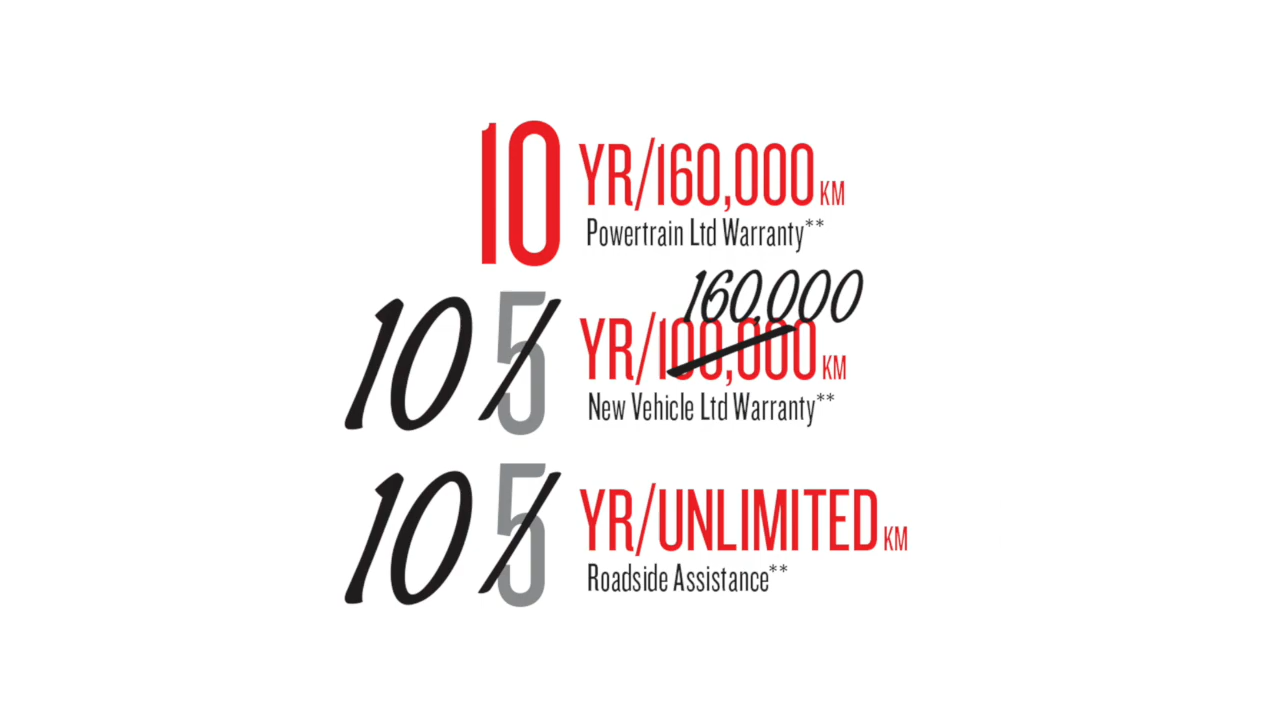 10 YR/160,000 KM
Powertrain Ltd Warranty**
160,000
10 5 YR/100,000 KM
New Vehicle Ltd Warranty**
10 5 YR/UNLIMITED KM
Roadside Assistance**